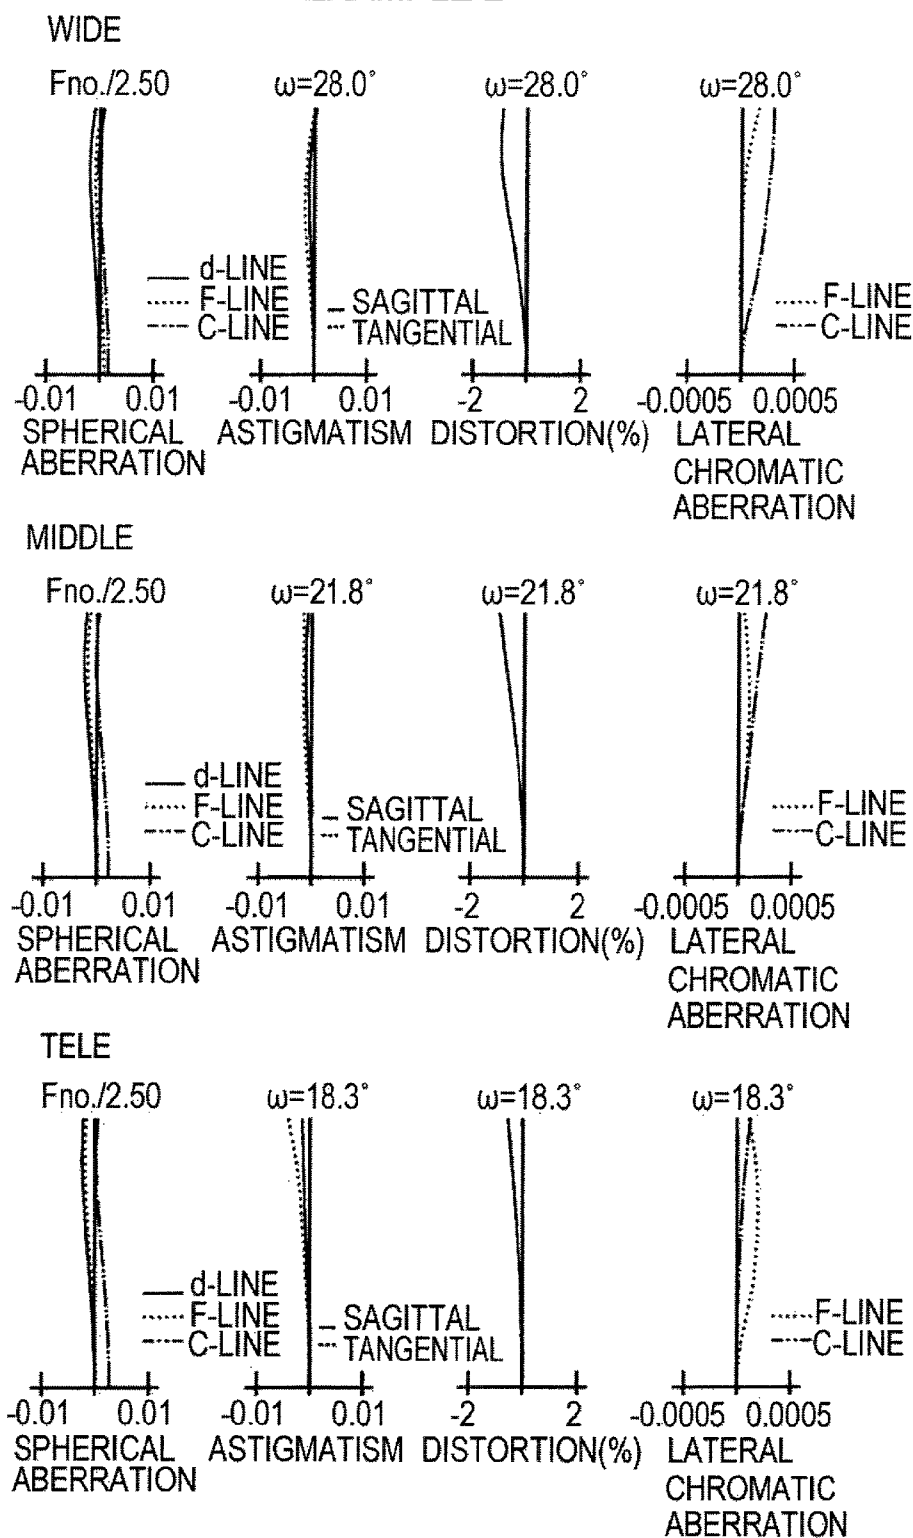 WIDE
Fno./2.50 ω=28.0° ω=28.0° ω=28.0°
d-LINE
F-LINE
C-LINE
SAGITTAL
TANGENTIAL
F-LINE
C-LINE
-0.01 0.01 -0.01 0.01 -2 2 -0.0005 0.0005
SPHERICAL ABERRATION
ASTIGMATISM
DISTORTION(%)
LATERAL
CHROMATIC
ABERRATION
MIDDLE
Fno./2.50 ω=21.8° ω=21.8° ω=21.8°
d-LINE
F-LINE
C-LINE
SAGITTAL
TANGENTIAL
F-LINE
C-LINE
-0.01 0.01 -0.01 0.01 -2 2 -0.0005 0.0005
SPHERICAL
ABERRATION
ASTIGMATISM
DISTORTION(%)
LATERAL
CHROMATIC
ABERRATION
TELE
Fno./2.50 ω=18.3° ω=18.3° ω=18.3°
d-LINE
F-LINE
C-LINE
SAGITTAL
TANGENTIAL
F-LINE
C-LINE
-0.01 0.01 -0.01 0.01 -2 2 -0.0005 0.0005
SPHERICAL
ABERRATION
ASTIGMATISM
DISTORTION(%)
LATERAL
CHROMATIC
ABERRATION